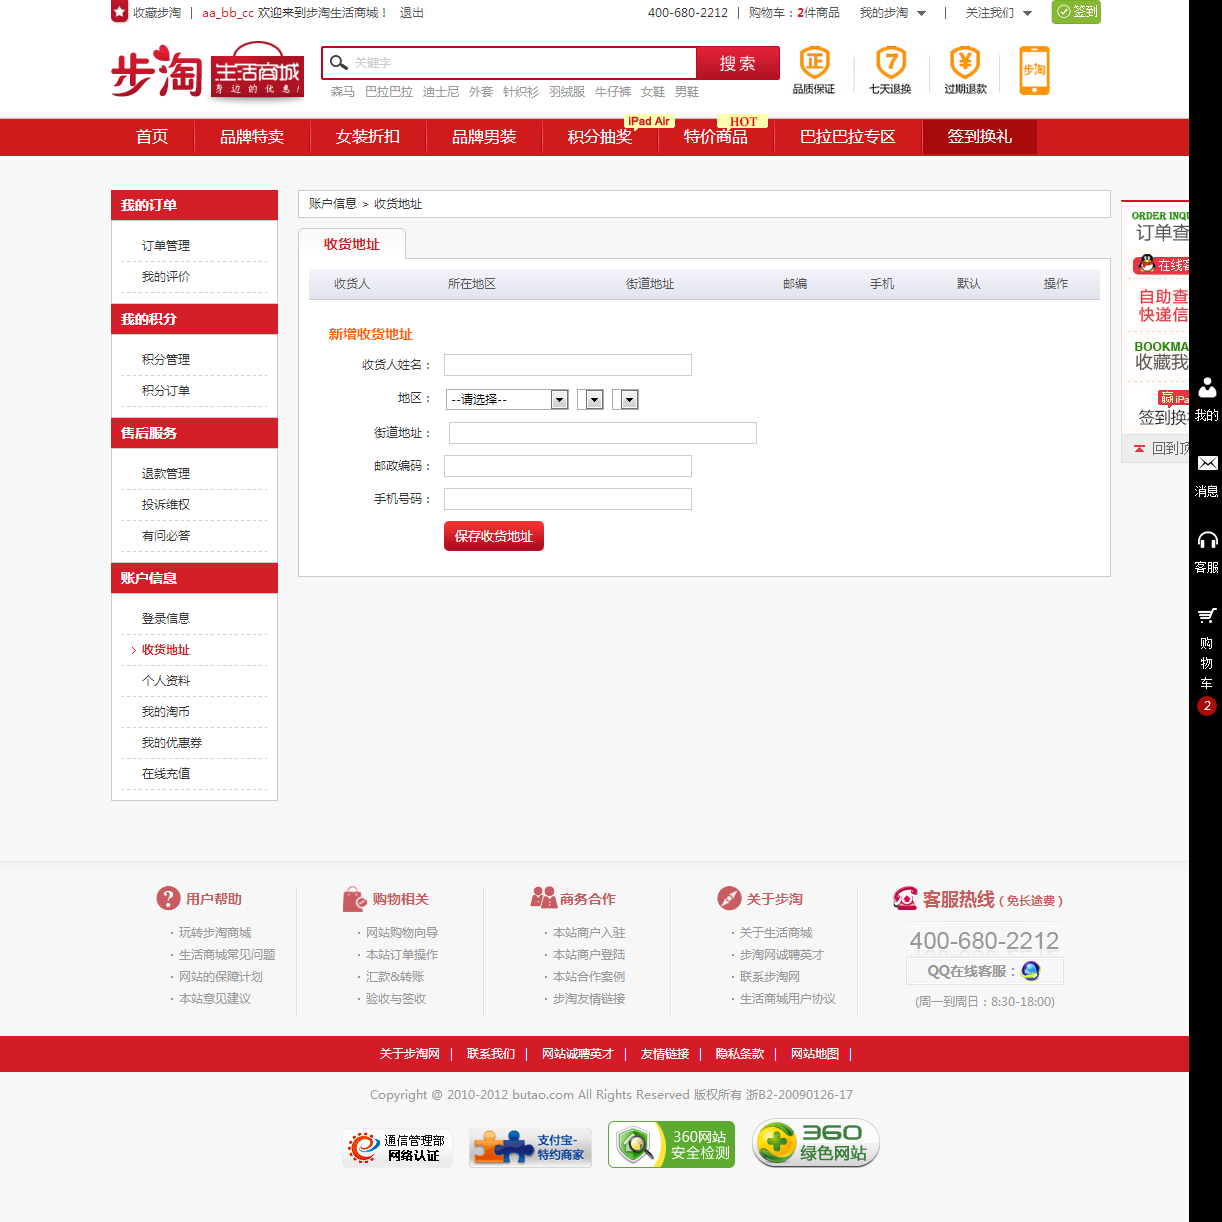 收藏步淘 | aa_bb_cc 欢迎来到步淘生活商城！ 退出
400-680-2212 | 购物车：2件商品 我的步淘 | 关注我们 签到
步淘 生活商城 身边的优惠！
关键字 搜索
森马 巴拉巴拉 迪士尼 外套 针织衫 羽绒服 牛仔裤 女鞋 男鞋
正 品质保证 7 七天退换 ¥ 过期退款 步淘
iPad Air HOT
首页 品牌特卖 女装折扣 品牌男装 积分抽奖 特价商品 巴拉巴拉专区 签到换礼
我的订单
订单管理
我的评价
我的积分
积分管理
积分订单
售后服务
退款管理
投诉维权
有问必答
账户信息
登录信息
收货地址
个人资料
我的淘币
我的优惠券
在线充值
账户信息 > 收货地址
收货地址
收货人 所在地区 街道地址 邮编 手机 默认 操作
新增收货地址
收货人姓名：
地区： --请选择--
街道地址：
邮政编码：
手机号码：
保存收货地址
ORDER INQU
订单查
在线客
自助查
快递信
BOOKMA
收藏我
赢iPa
签到换
回到顶
我的
消息
客服
购物车
2
用户帮助
· 玩转步淘商城
· 生活商城常见问题
· 网站的保障计划
· 本站意见建议
购物相关
· 网站购物向导
· 本站订单操作
· 汇款&转账
· 验收与签收
商务合作
· 本站商户入驻
· 本站商户登陆
· 本站合作案例
· 步淘友情链接
关于步淘
· 关于生活商城
· 步淘网诚聘英才
· 联系步淘网
· 生活商城用户协议
客服热线（免长途费）
400-680-2212
QQ在线客服：
(周一到周日：8:30-18:00)
关于步淘网 | 联系我们 | 网站诚聘英才 | 友情链接 | 隐私条款 | 网站地图 |
Copyright @ 2010-2012 butao.com All Rights Reserved 版权所有 浙B2-20090126-17
通信管理部
网络认证
支付宝-
特约商家
360网站
安全检测
360
绿色网站